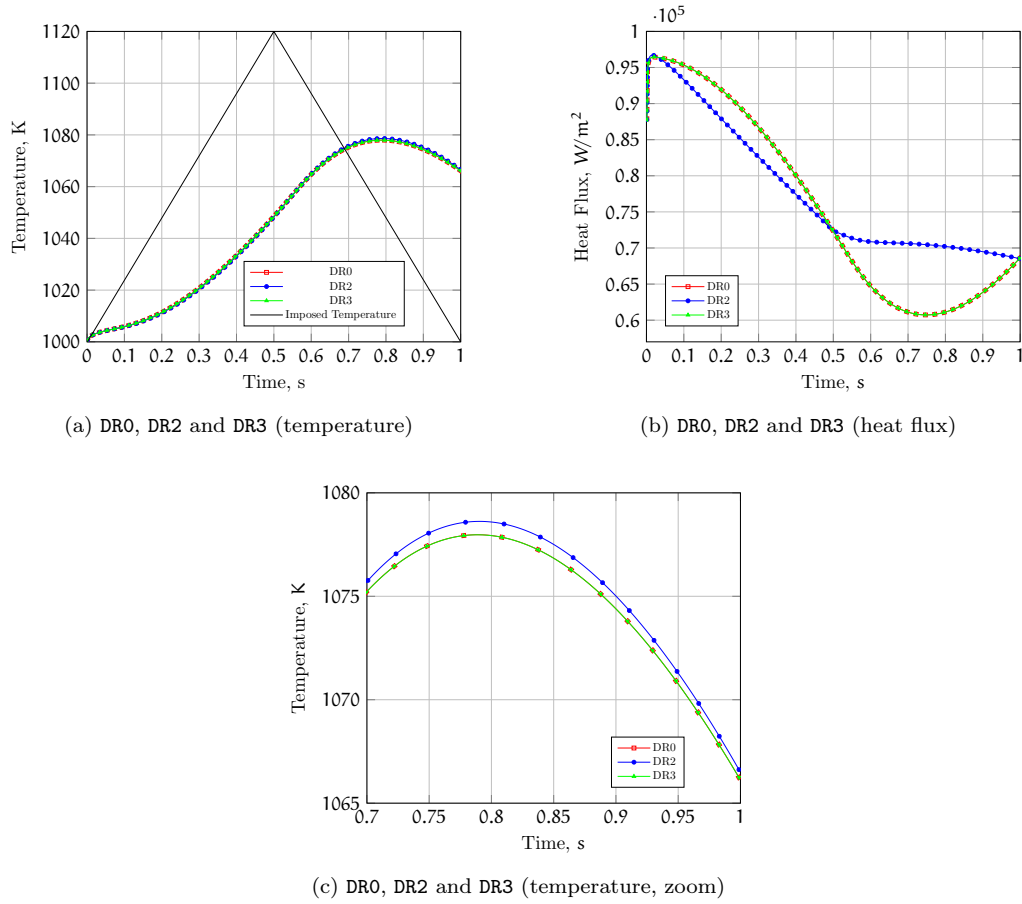 1120
1100
1080
1060
1040
1020
1000
Temperature, K
DR0
DR2
DR3
Imposed Temperature
0 0.1 0.2 0.3 0.4 0.5 0.6 0.7 0.8 0.9 1
Time, s
(a) DR0, DR2 and DR3 (temperature)
·10⁵
1
0.95
0.9
0.85
0.8
0.75
0.7
0.65
0.6
Heat Flux, W/m²
DR0
DR2
DR3
0 0.1 0.2 0.3 0.4 0.5 0.6 0.7 0.8 0.9 1
Time, s
(b) DR0, DR2 and DR3 (heat flux)
1080
1075
1070
1065
Temperature, K
DR0
DR2
DR3
0.7 0.75 0.8 0.85 0.9 0.95 1
Time, s
(c) DR0, DR2 and DR3 (temperature, zoom)